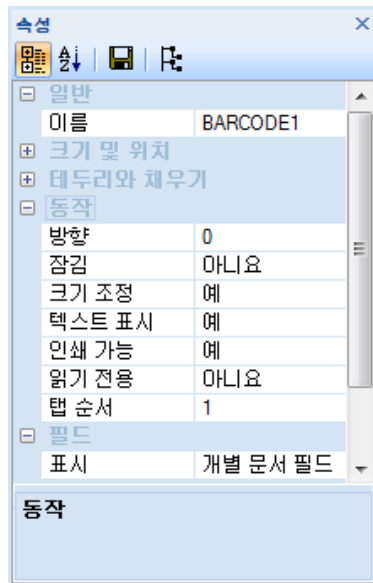 속성
일반
이름 BARCODE1
크기 및 위치
테두리와 채우기
동작
방향 0
잠김 아니요
크기 조정 예
텍스트 표시 예
인쇄 가능 예
읽기 전용 아니요
탭 순서 1
필드
표시 개별 문서 필드
동작